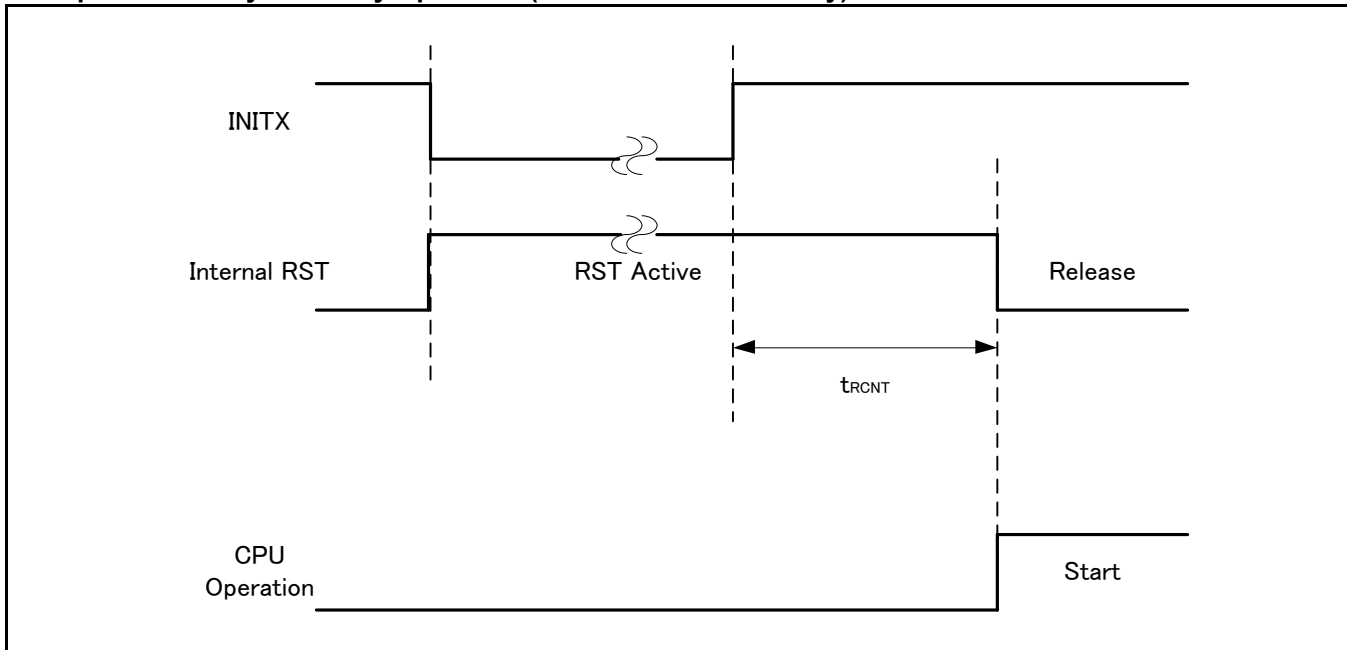 INITX
Internal RST
RST Active
Release
tRCNT
CPU
Operation
Start